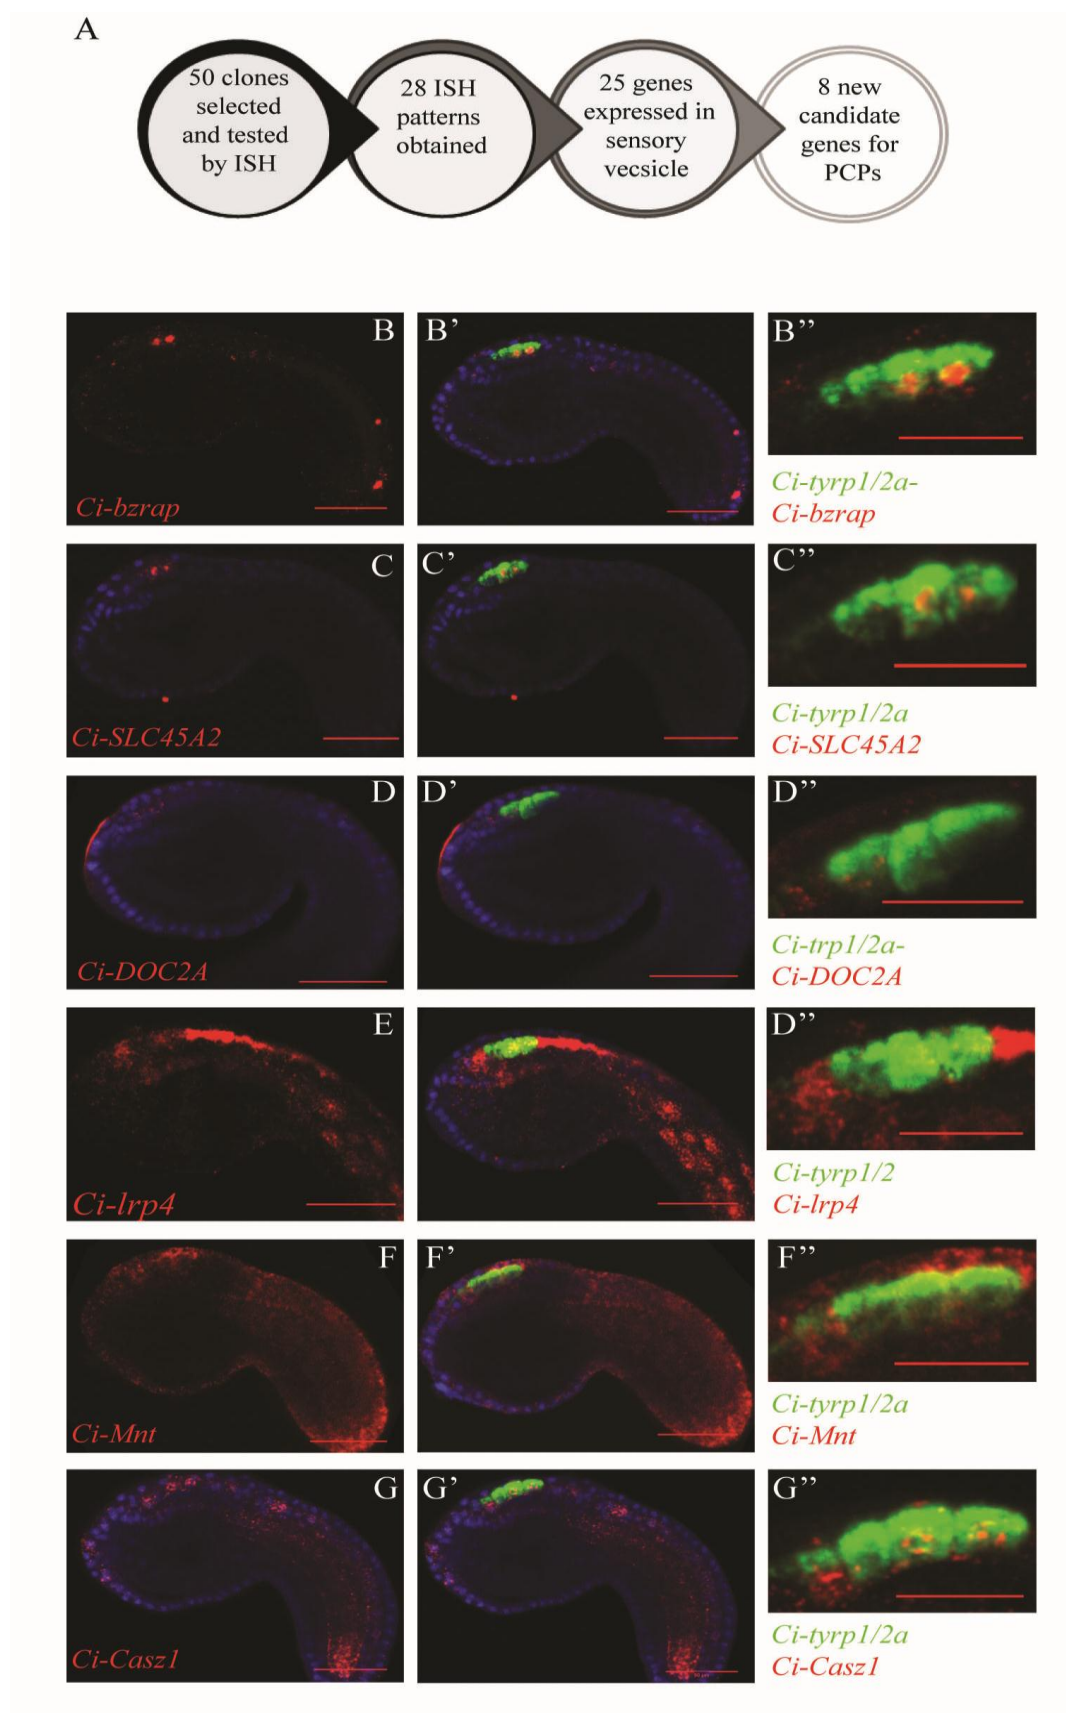 A
50 clones
selected
and tested
by ISH
28 ISH
patterns
obtained
25 genes
expressed in
sensory
vecsicle
8 new
candidate
genes for
PCPs
B
Ci-bzrap
B’
B’’
Ci-tyrp1/2a-
Ci-bzrap
C
Ci-SLC45A2
C’
C’’
Ci-tyrp1/2a
Ci-SLC45A2
D
Ci-DOC2A
D’
D’’
Ci-trp1/2a-
Ci-DOC2A
E
Ci-lrp4
D’’
Ci-tyrp1/2
Ci-lrp4
F
Ci-Mnt
F’
F’’
Ci-tyrp1/2a
Ci-Mnt
G
Ci-Casz1
G’
G’’
Ci-tyrp1/2a
Ci-Casz1